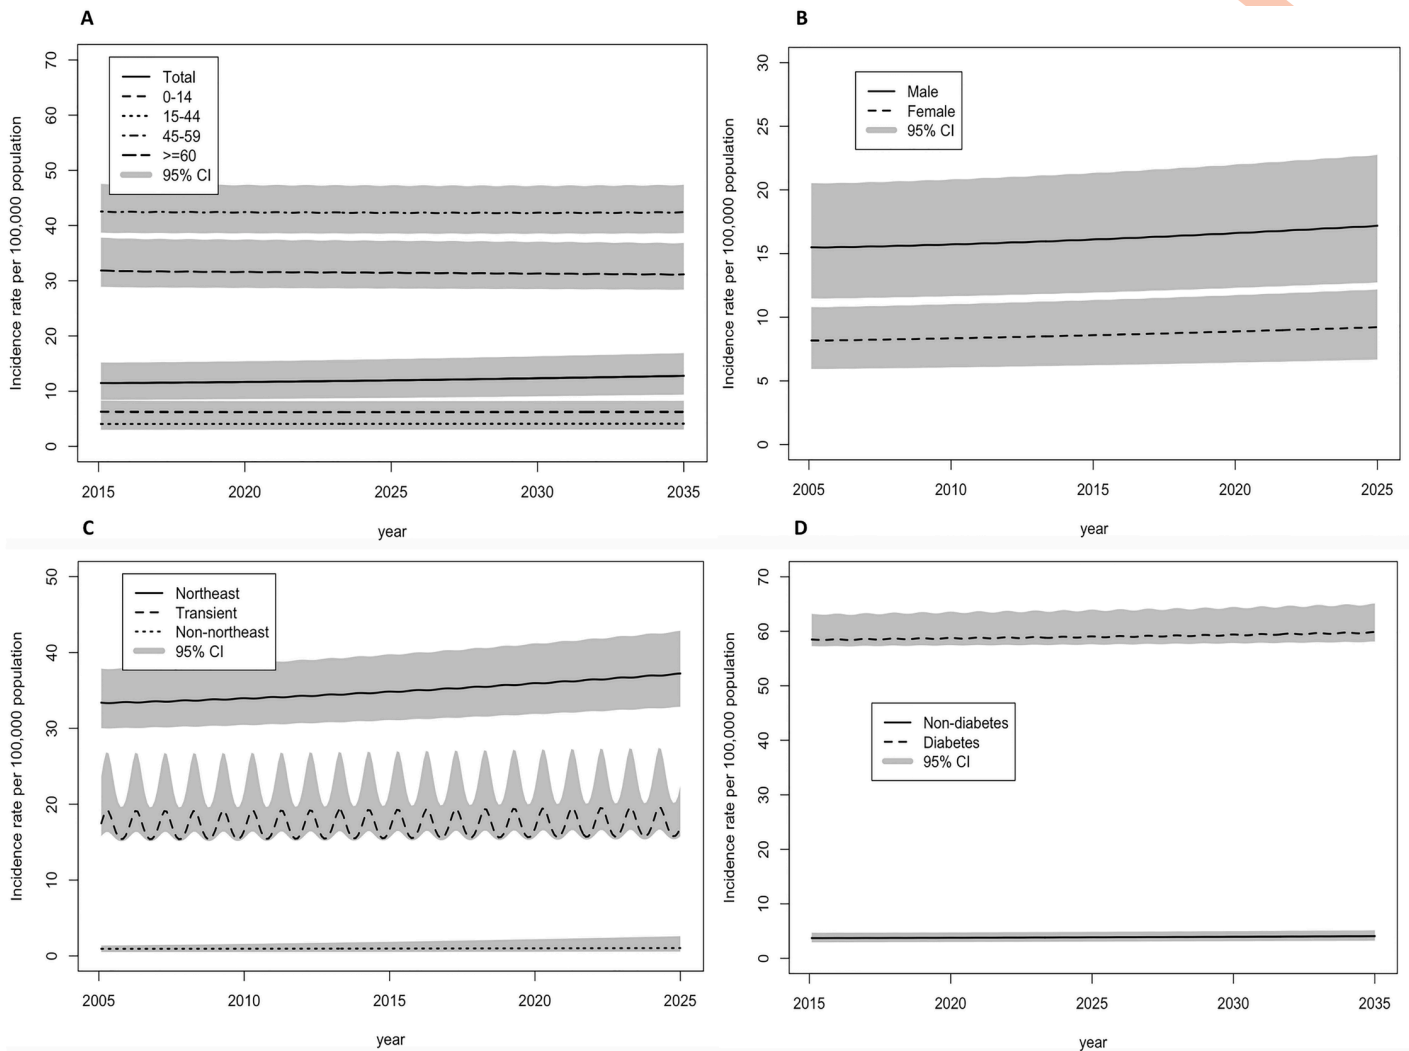 A
Incidence rate per 100,000 population
70
60
50
40
30
20
10
0
Total
0-14
15-44
45-59
>=60
95% CI
2015
2020
2025
2030
2035
year
B
Incidence rate per 100,000 population
30
25
20
15
10
5
0
Male
Female
95% CI
2005
2010
2015
2020
2025
year
C
Incidence rate per 100,000 population
50
40
30
20
10
0
Northeast
Transient
Non-northeast
95% CI
2005
2010
2015
2020
2025
year
D
Incidence rate per 100,000 population
70
60
50
40
30
20
10
0
Non-diabetes
Diabetes
95% CI
2015
2020
2025
2030
2035
year